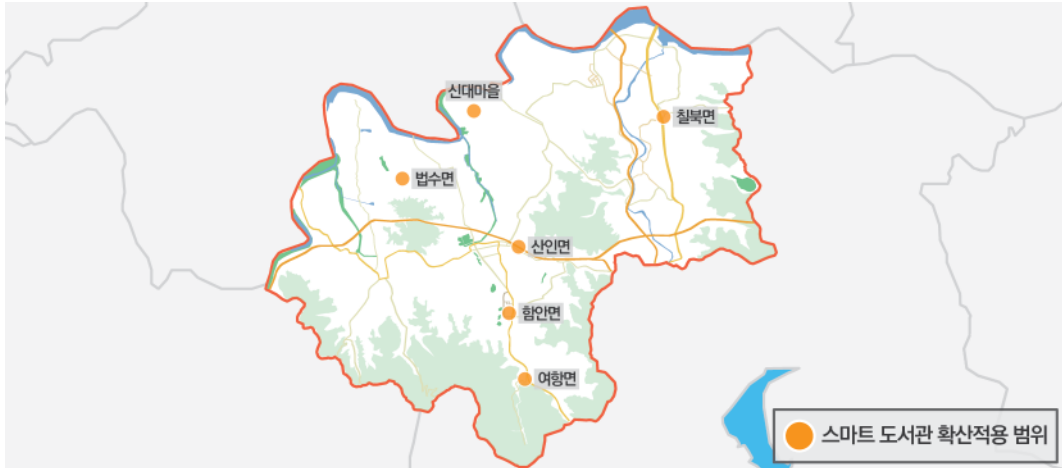 신대마을
칠북면
법수면
산인면
함안면
여항면
스마트 도서관 확산적용 범위